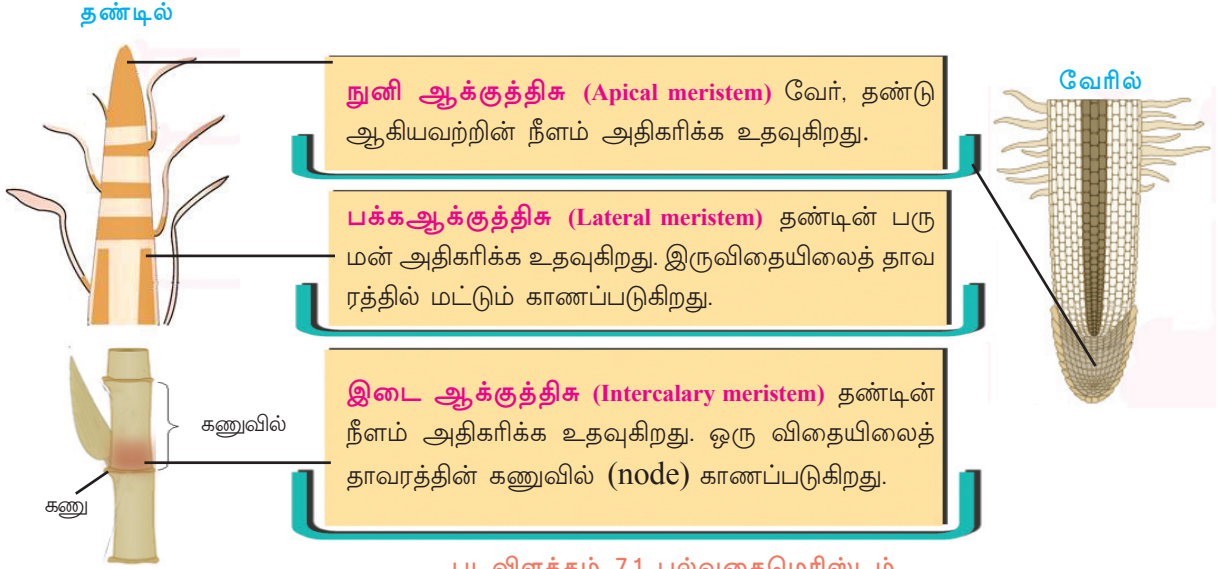 தண்டில்
நுனி ஆக்குத்திசு (Apical meristem) வேர், தண்டு
ஆகியவற்றின் நீளம் அதிகரிக்க உதவுகிறது.
வேரில்
பக்கஆக்குத்திசு (Lateral meristem) தண்டின் பரு
மன் அதிகரிக்க உதவுகிறது. இருவிதையிலைத் தாவ
ரத்தில் மட்டும் காணப்படுகிறது.
இடை ஆக்குத்திசு (Intercalary meristem) தண்டின்
நீளம் அதிகரிக்க உதவுகிறது. ஒரு விதையிலைத்
தாவரத்தின் கணுவில் (node) காணப்படுகிறது.
கணுவில்
கணு